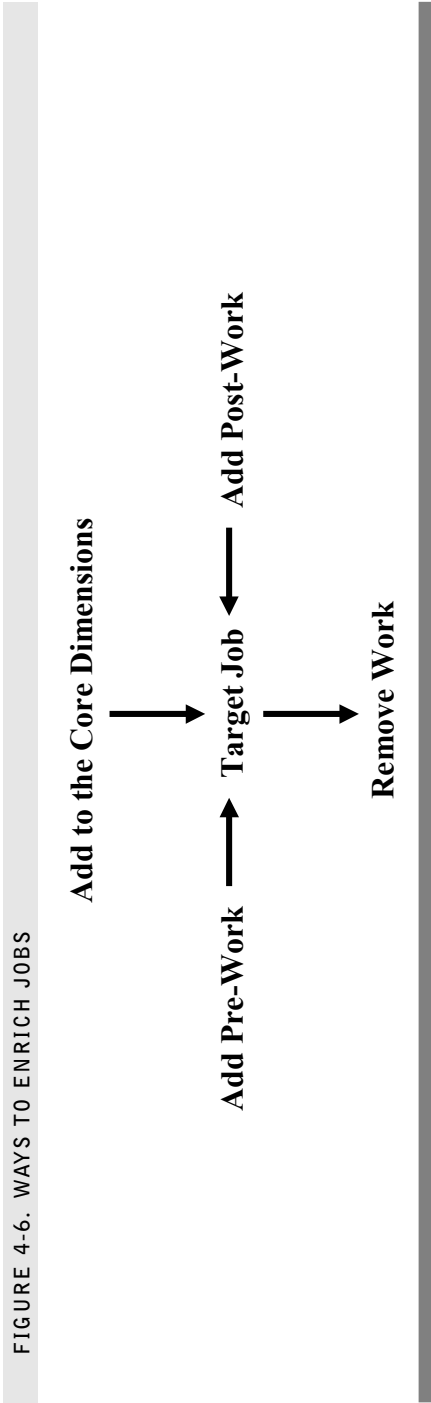 FIGURE 4-6. WAYS TO ENRICH JOBS
Add to the Core Dimensions
Add Pre-Work
Target Job
Add Post-Work
Remove Work